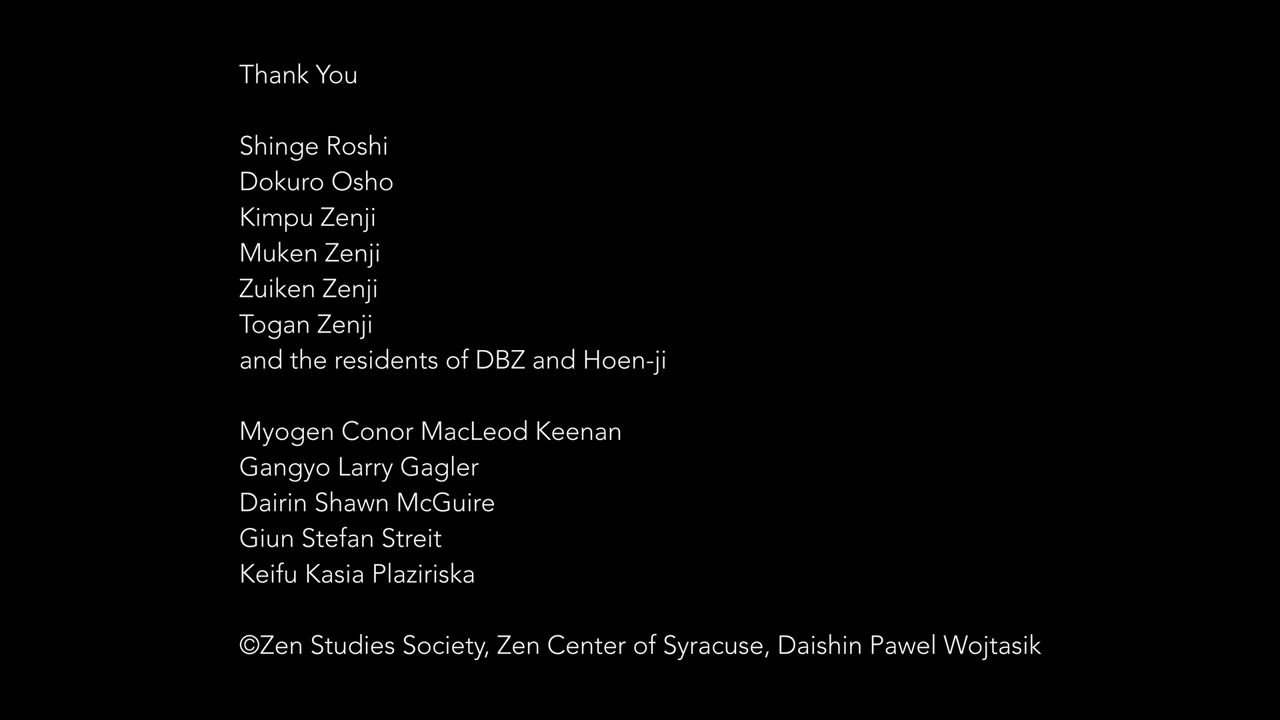 Thank You
Shinge Roshi
Dokuro Osho
Kimpu Zenji
Muken Zenji
Zuiken Zenji
Togan Zenji
and the residents of DBZ and Hoen-ji
Myogen Conor MacLeod Keenan
Gangyo Larry Gagler
Dairin Shawn McGuire
Giun Stefan Streit
Keifu Kasia Plaziriska
©Zen Studies Society, Zen Center of Syracuse, Daishin Pawel Wojtasik